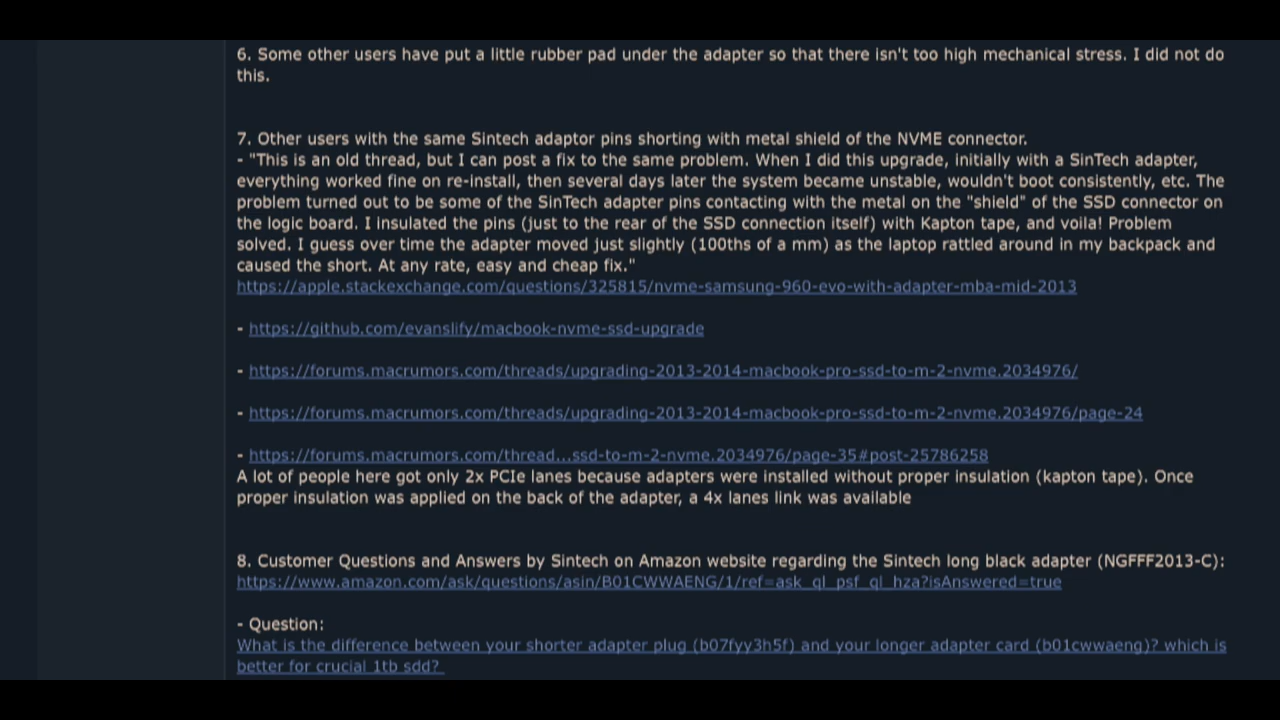 6. Some other users have put a little rubber pad under the adapter so that there isn't too high mechanical stress. I did not do
this.
7. Other users with the same Sintech adaptor pins shorting with metal shield of the NVME connector.
- "This is an old thread, but I can post a fix to the same problem. When I did this upgrade, initially with a SinTech adapter,
everything worked fine on re-install, then several days later the system became unstable, wouldn't boot consistently, etc. The
problem turned out to be some of the SinTech adapter pins contacting with the metal on the "shield" of the SSD connector on
the logic board. I insulated the pins (just to the rear of the SSD connection itself) with Kapton tape, and voila! Problem
solved. I guess over time the adapter moved just slightly (100ths of a mm) as the laptop rattled around in my backpack and
caused the short. At any rate, easy and cheap fix."
https://apple.stackexchange.com/questions/325815/nvme-samsung-960-evo-with-adapter-mba-mid-2013
- https://github.com/evanslify/macbook-nvme-ssd-upgrade
- https://forums.macrumors.com/threads/upgrading-2013-2014-macbook-pro-ssd-to-m-2-nvme.2034976/
- https://forums.macrumors.com/threads/upgrading-2013-2014-macbook-pro-ssd-to-m-2-nvme.2034976/page-24
- https://forums.macrumors.com/thread...ssd-to-m-2-nvme.2034976/page-35#post-25786258
A lot of people here got only 2x PCIe lanes because adapters were installed without proper insulation (kapton tape). Once
proper insulation was applied on the back of the adapter, a 4x lanes link was available
8. Customer Questions and Answers by Sintech on Amazon website regarding the Sintech long black adapter (NGFFF2013-C):
https://www.amazon.com/ask/questions/asin/B01CWWAENG/1/ref=ask_ql_psf_ql_hza?isAnswered=true
- Question:
What is the difference between your shorter adapter plug (b07fyy3h5f) and your longer adapter card (b01cwwaeng)? which is
better for crucial 1tb sdd?